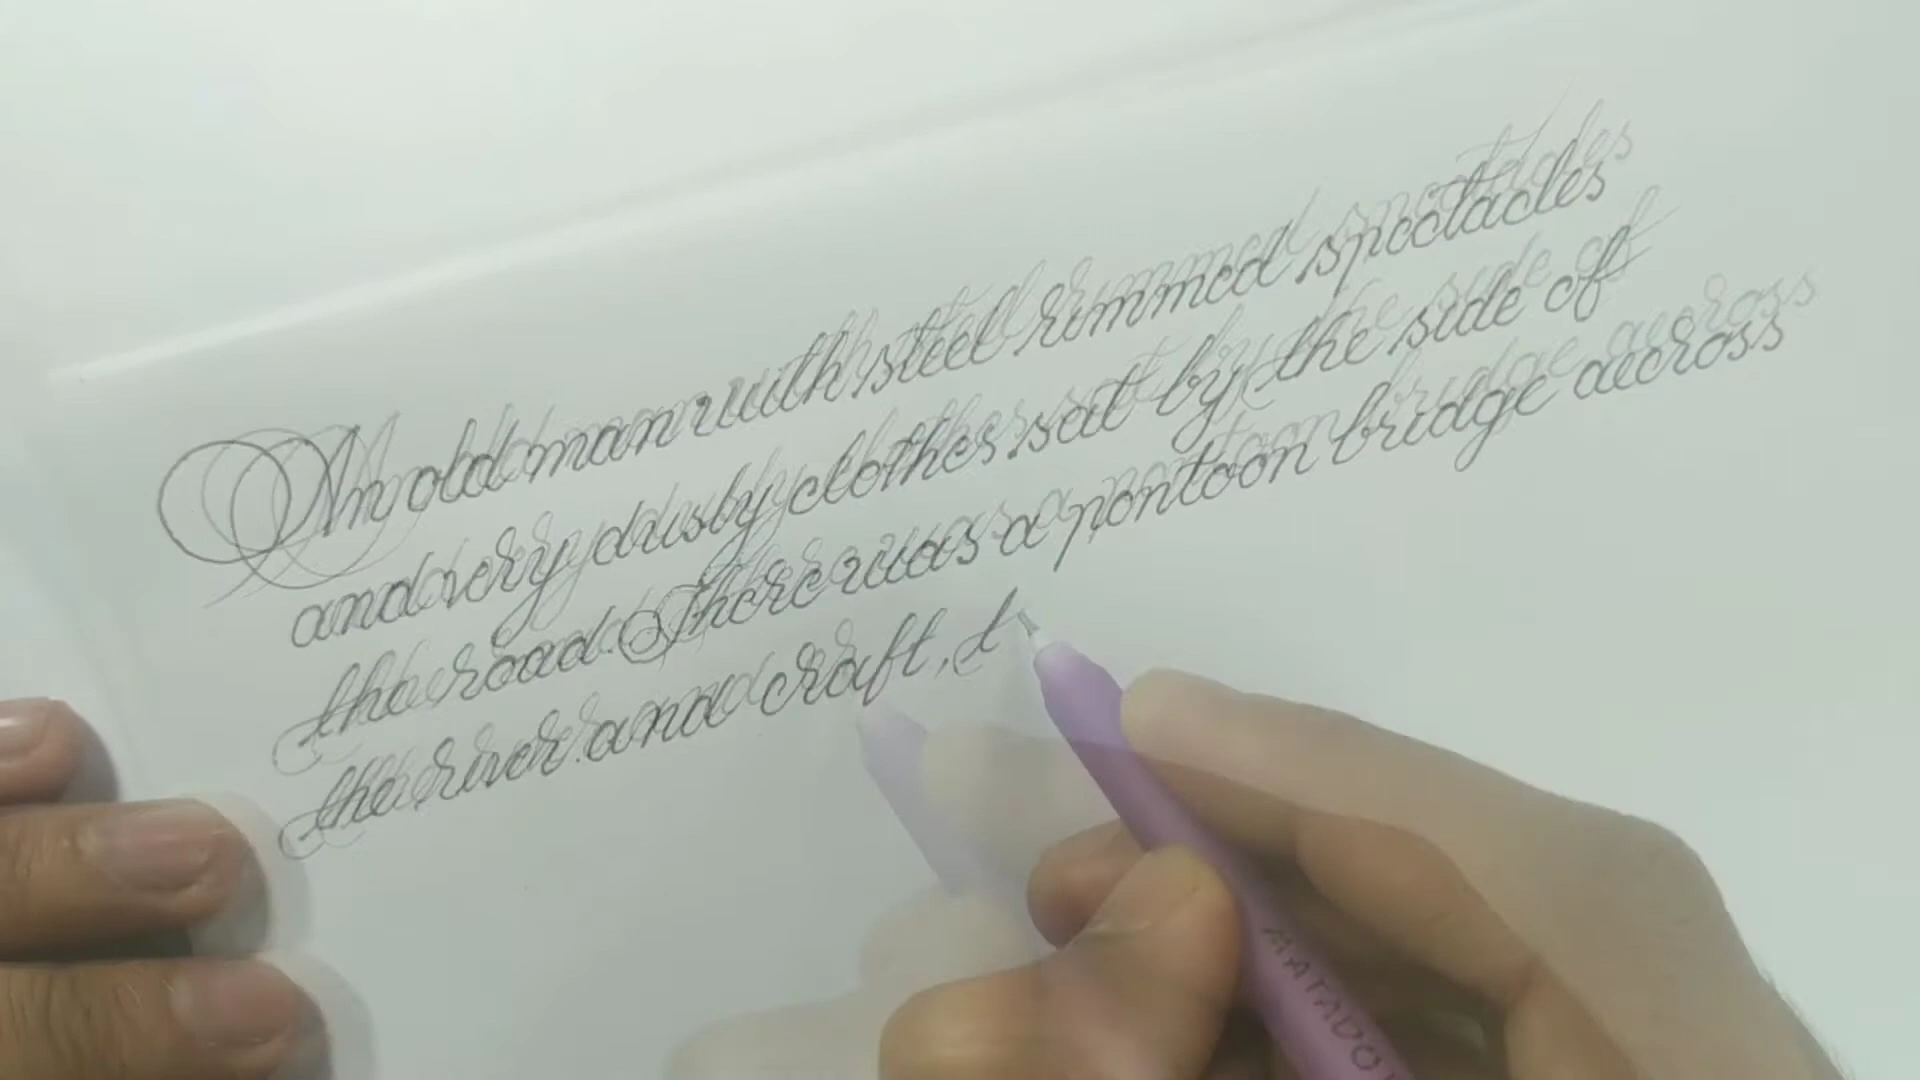 An old man with steel rimmed spectacles
and very dusty clothes sat by the side of
the road. There was a pontoon bridge across
the river and craft, t
MATADO